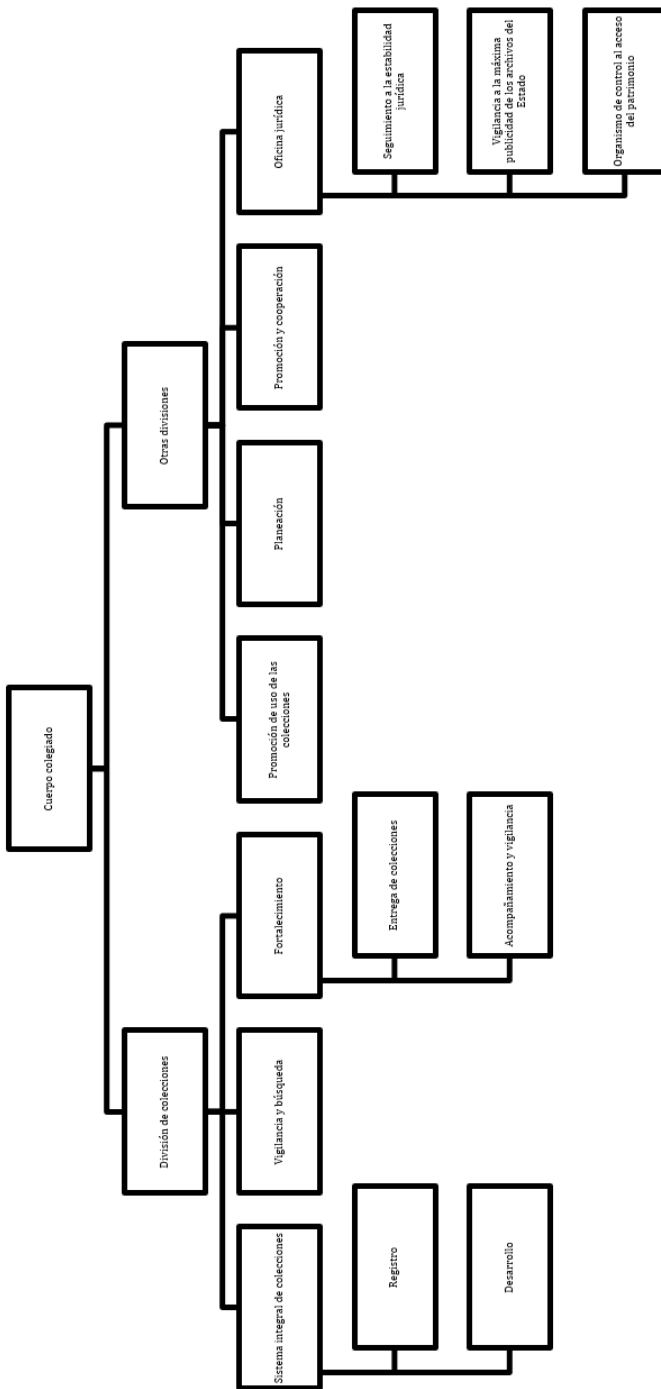 Cuerpo colegiado
División de colecciones
Otras divisiones
Sistema integral de colecciones
Vigilancia y búsqueda
Fortalecimiento
Promoción de uso de las
colecciones
Planeación
Promoción y cooperación
Oficina jurídica
Registro
Desarrollo
Entrega de colecciones
Acompañamiento y vigilancia
Seguimiento a la estabilidad
jurídica
Vigilancia a la máxima
publicidad de los archivos del
Estado
Organismo de control al acceso
del patrimonio